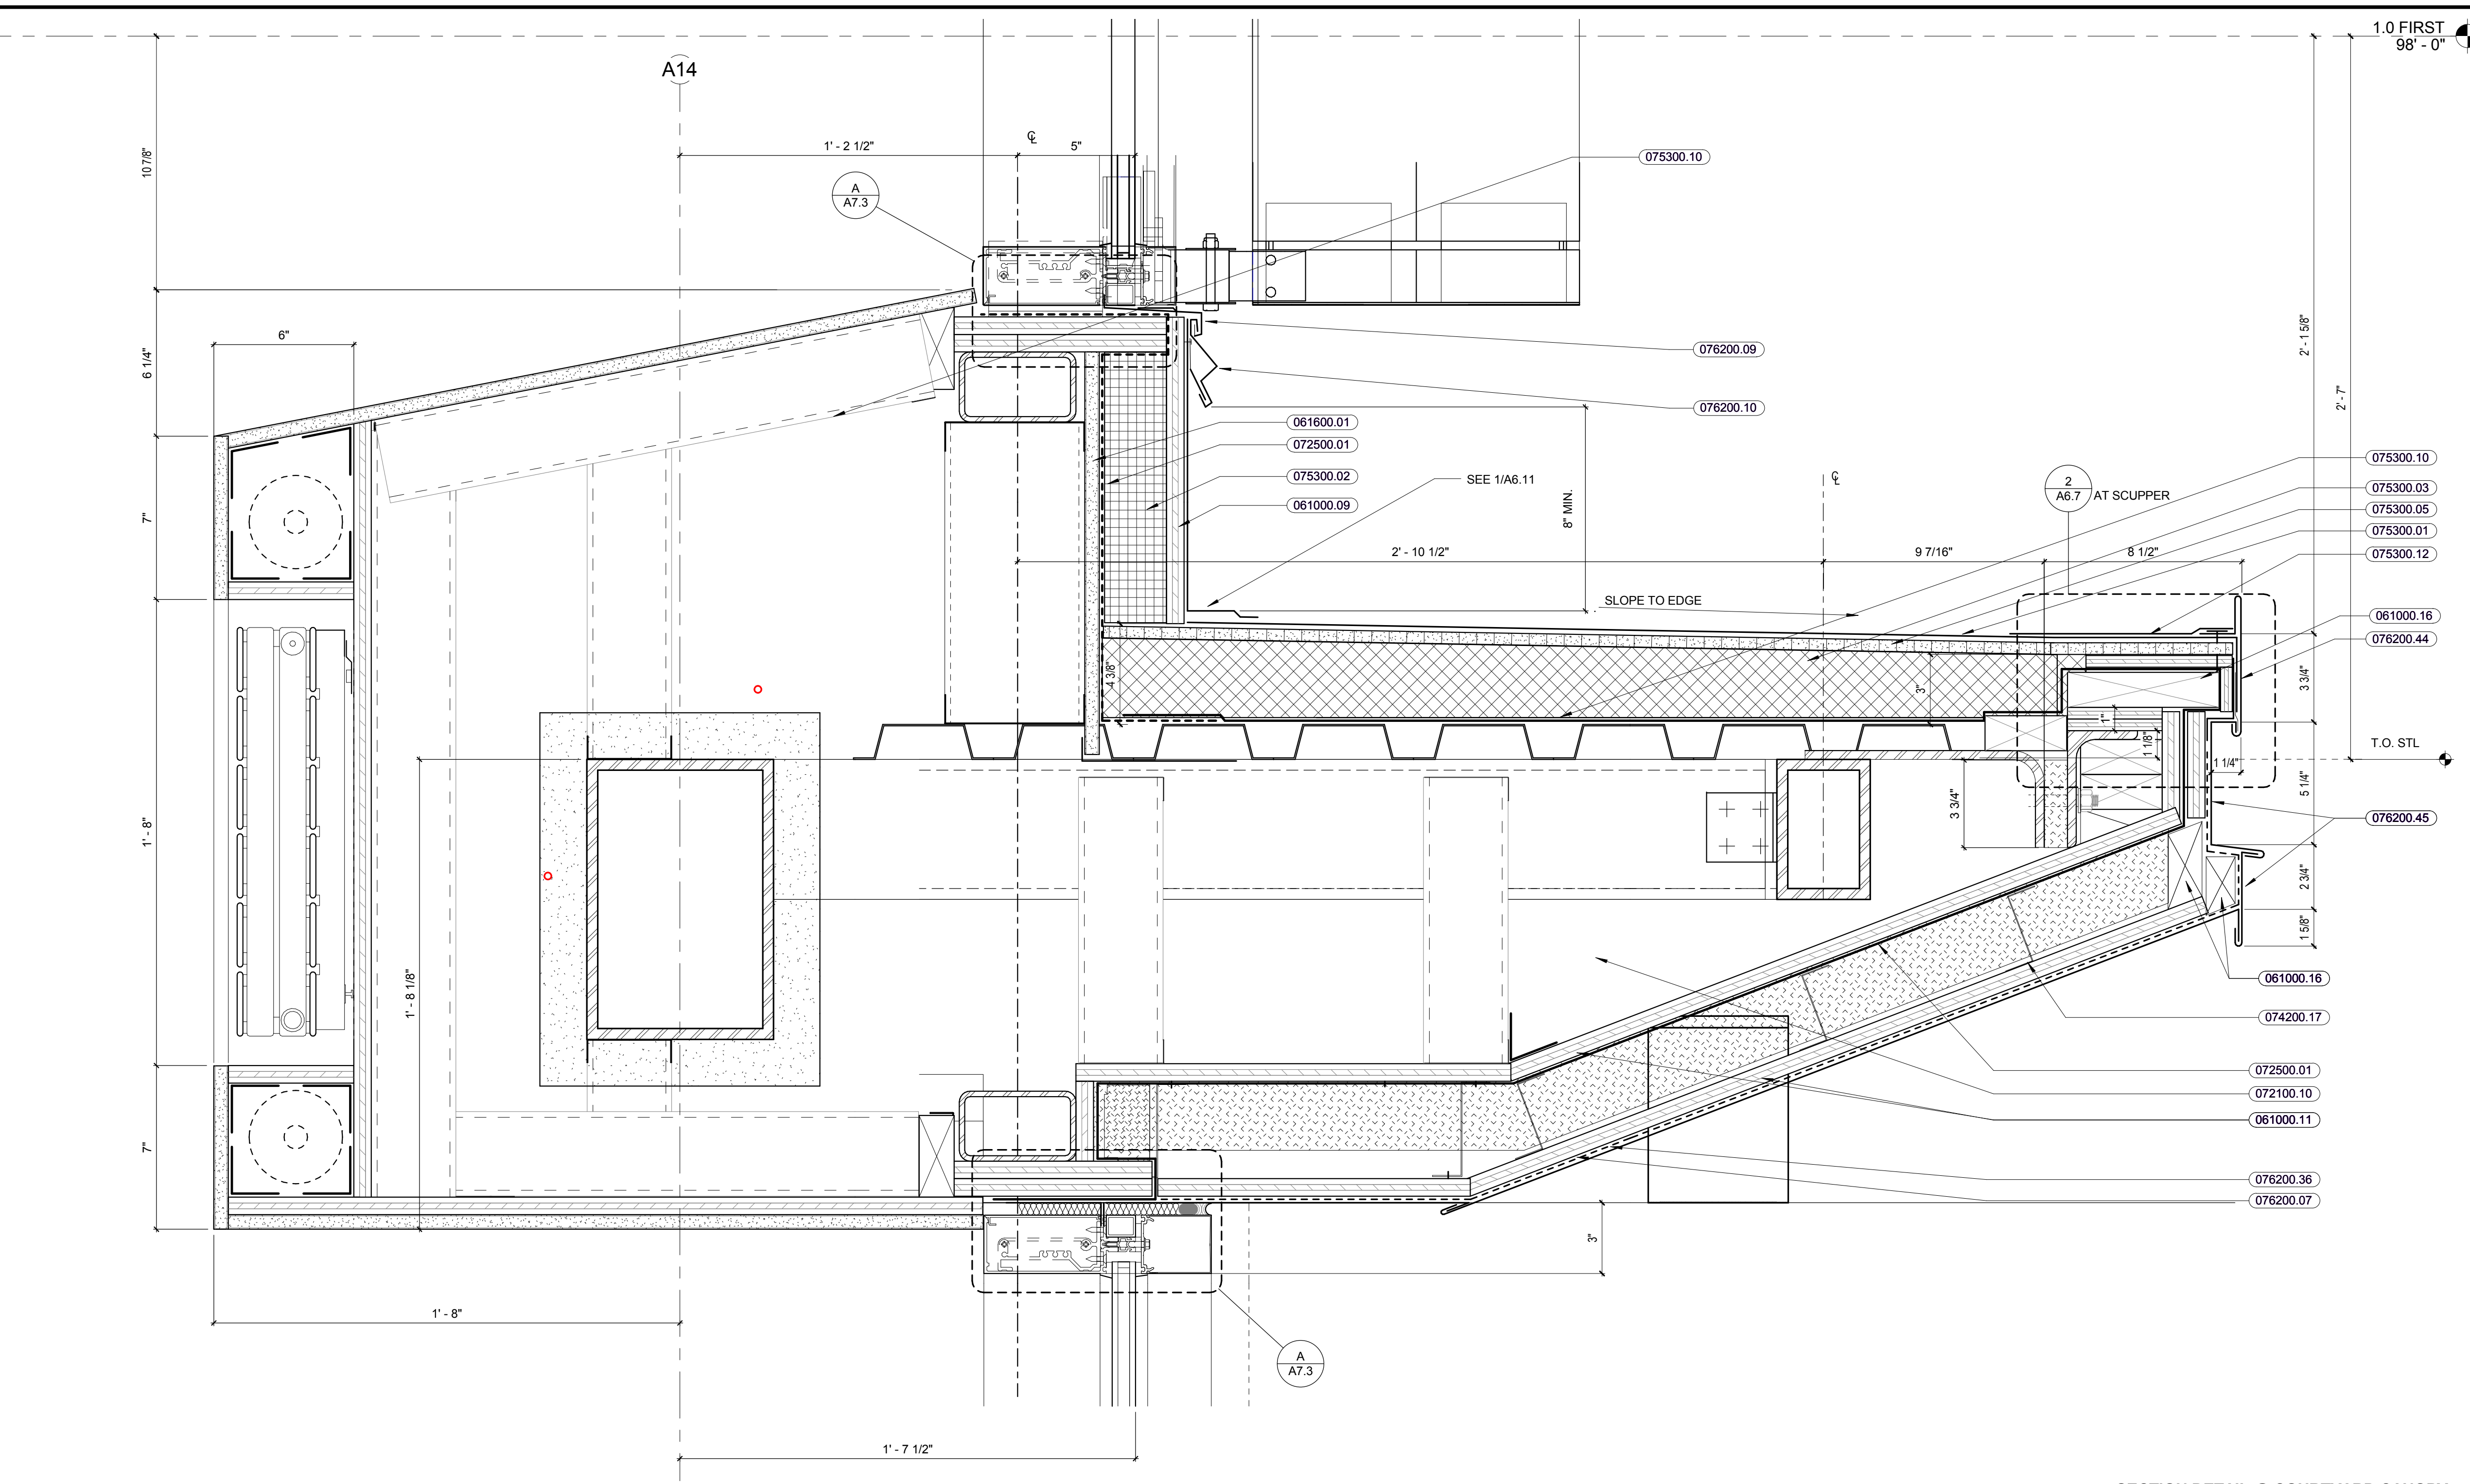 1.0 FIRST
98' - 0"
A14
10 7/8"
1' - 2 1/2"
5"
A
A7.3
075300.10
6"
6 1/4"
076200.09
076200.10
2' - 1 5/8"
2' - 7"
061600.01
072500.01
075300.02
061000.09
SEE 1/A6.11
8" MIN.
7"
2
A6.7
AT SCUPPER
075300.10
075300.03
075300.05
075300.01
075300.12
2' - 10 1/2"
9 7/16"
8 1/2"
SLOPE TO EDGE
061000.16
076200.44
4 3/8"
3"
3 3/4"
1"
1 1/8"
T.O. STL
1 1/4"
5 1/4"
3 3/4"
076200.45
1' - 8"
2 3/4"
1 5/8"
1' - 8 1/8"
061000.16
074200.17
072500.01
072100.10
061000.11
7"
076200.36
076200.07
3"
1' - 8"
A
A7.3
1' - 7 1/2"